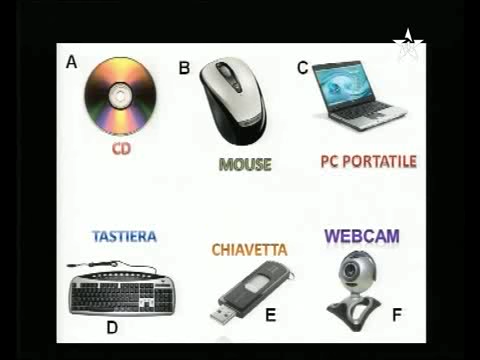 A
B
C
CD
MOUSE
PC PORTATILE
TASTIERA
CHIAVETTA
WEBCAM
D
E
F